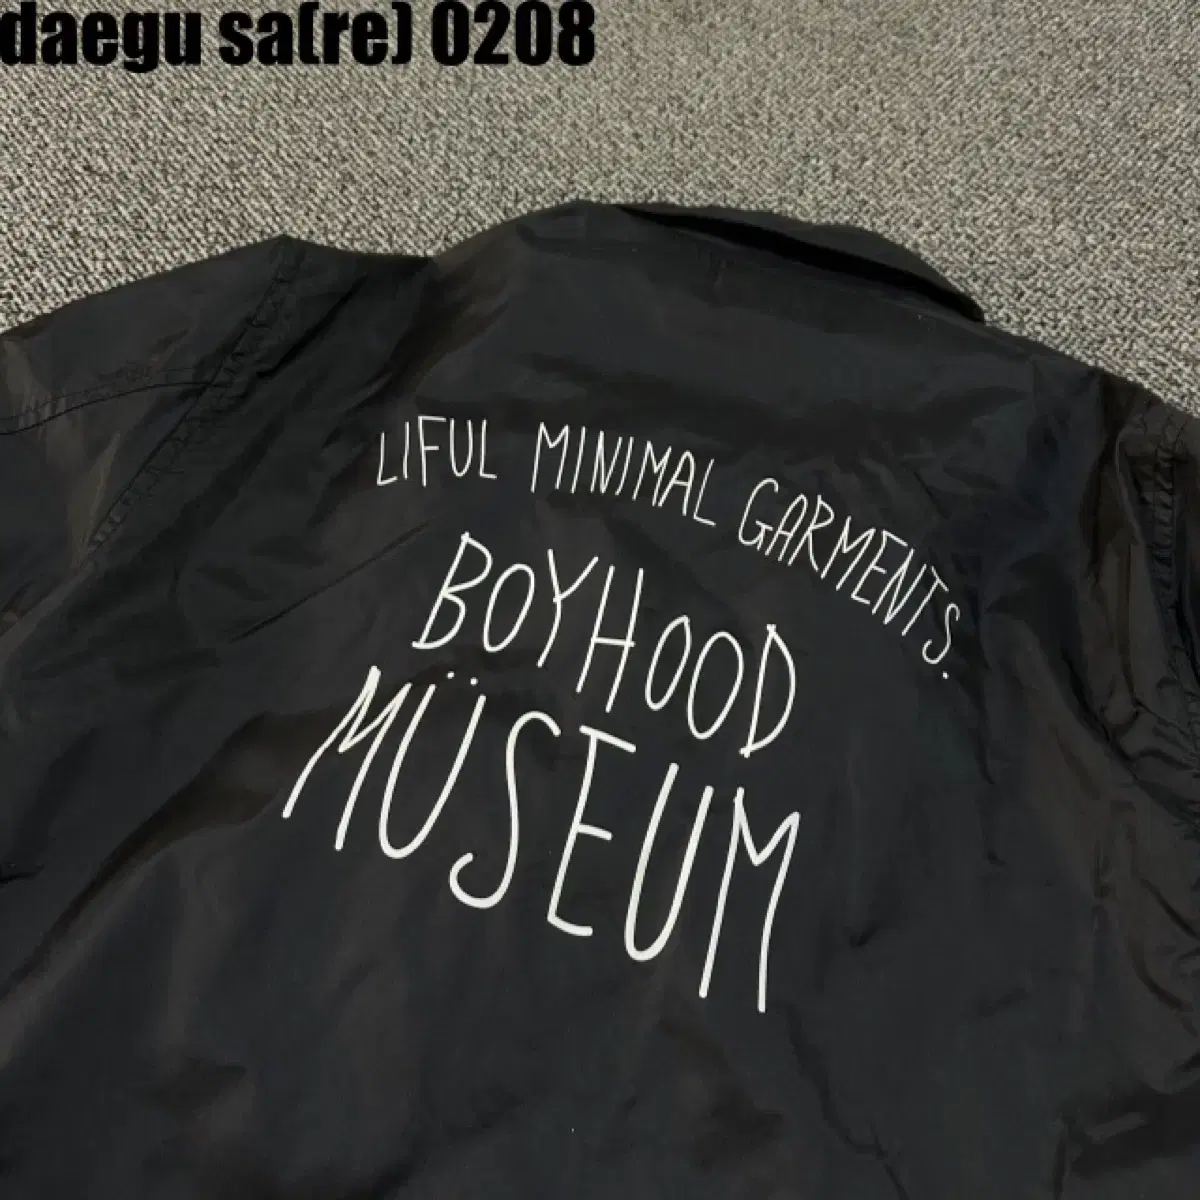 daegu sa(re) 0208
LIFUL MINIMAL GARMENTS.
BOYHOOD
MÜSEUM